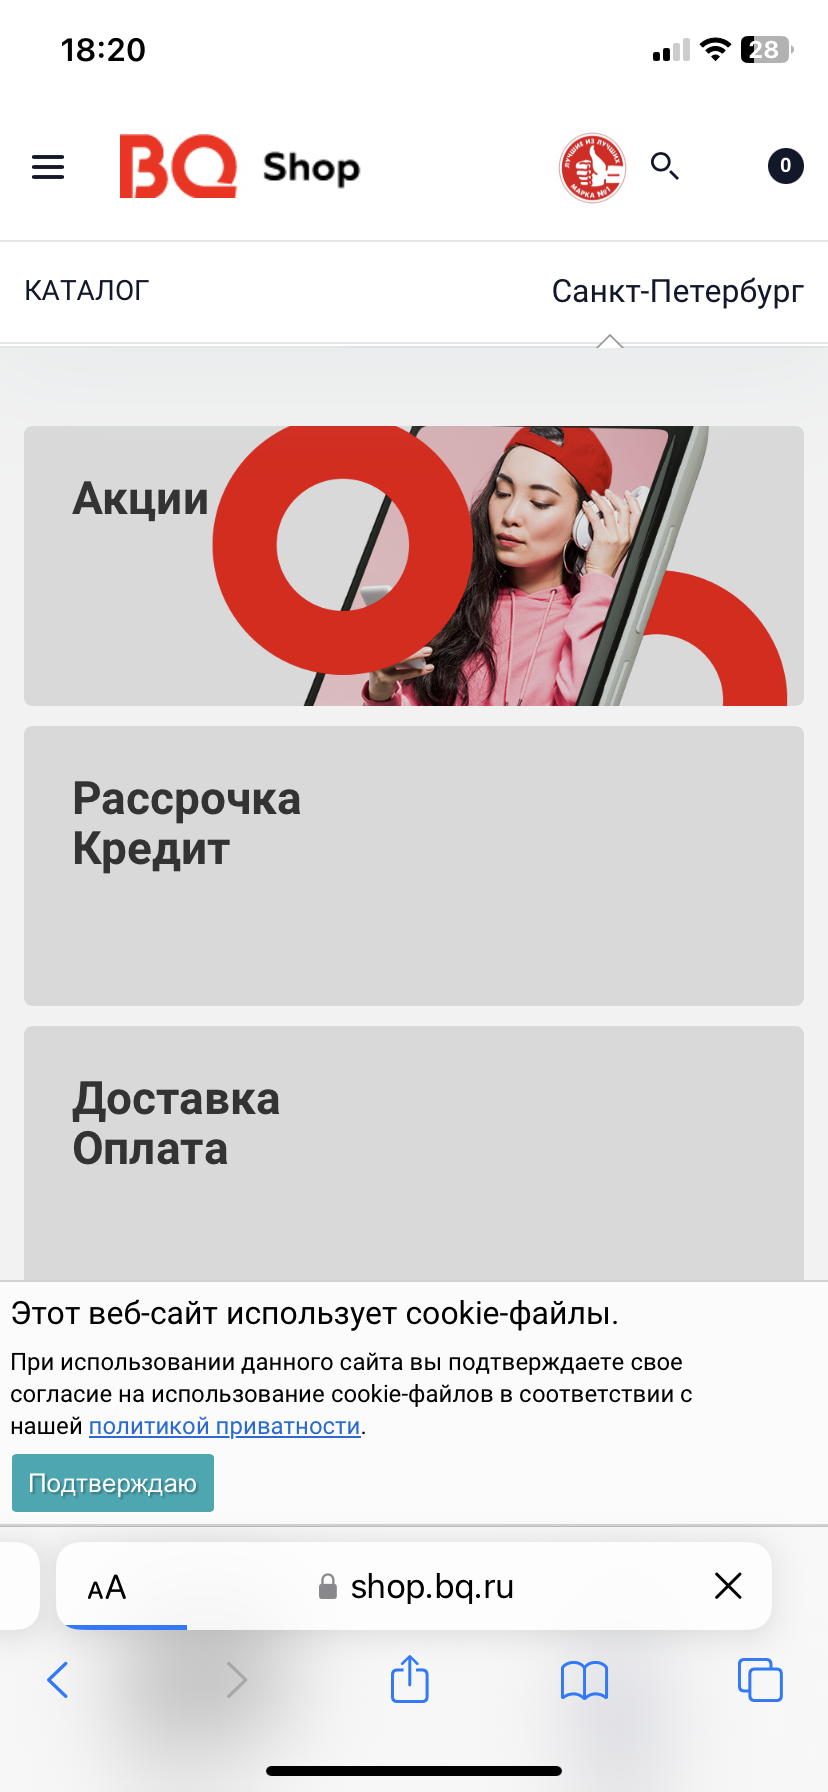 18:20
28
BQ Shop
ЛУЧШИЕ ИЗ ЛУЧШИХ
МАРКА №1
0
КАТАЛОГ
Санкт-Петербург
Акции
Рассрочка
Кредит
Доставка
Оплата
Этот веб-сайт использует cookie-файлы.
При использовании данного сайта вы подтверждаете свое
согласие на использование cookie-файлов в соответствии с
нашей политикой приватности.
Подтверждаю
AA
shop.bq.ru